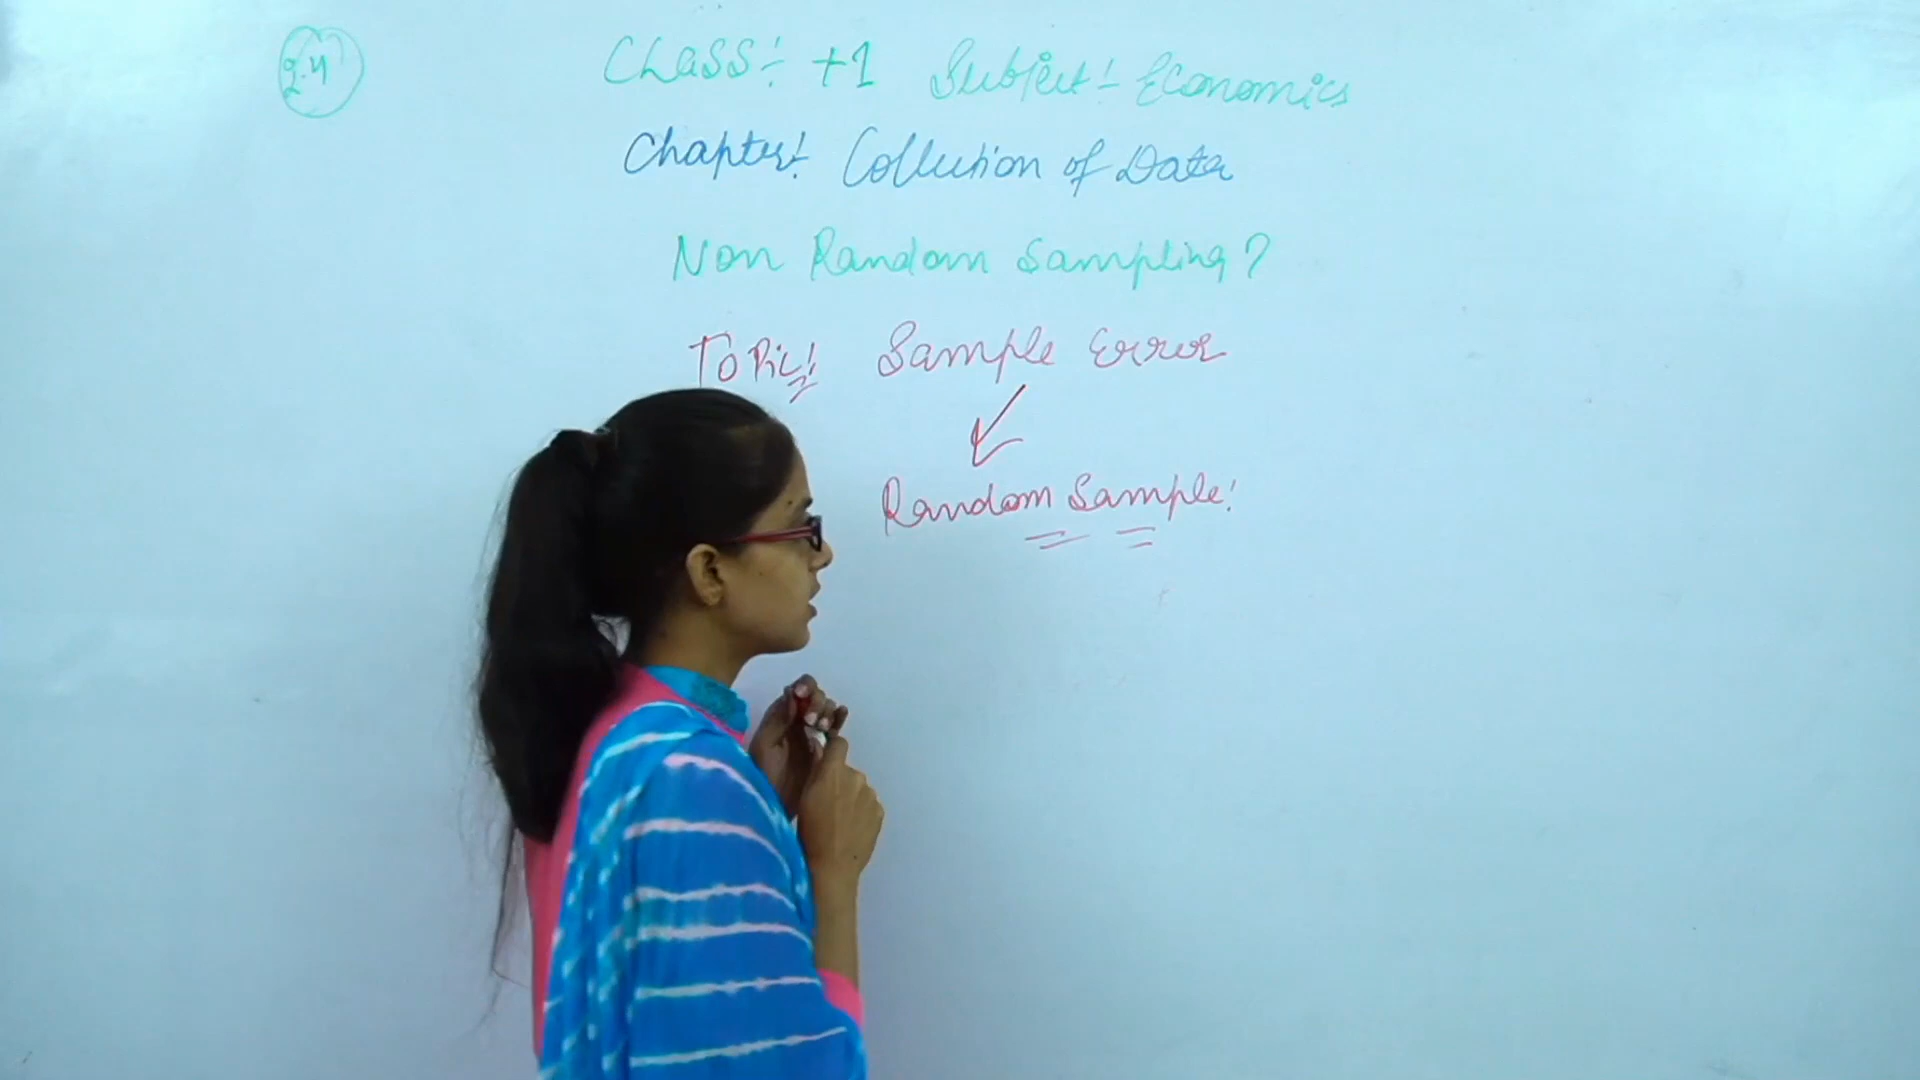 2.4
Class:- +1 Subject:- Economics
Chapter:- Collection of Data
Non Random Sampling?
Topic:- Sample Error
Random Sample: